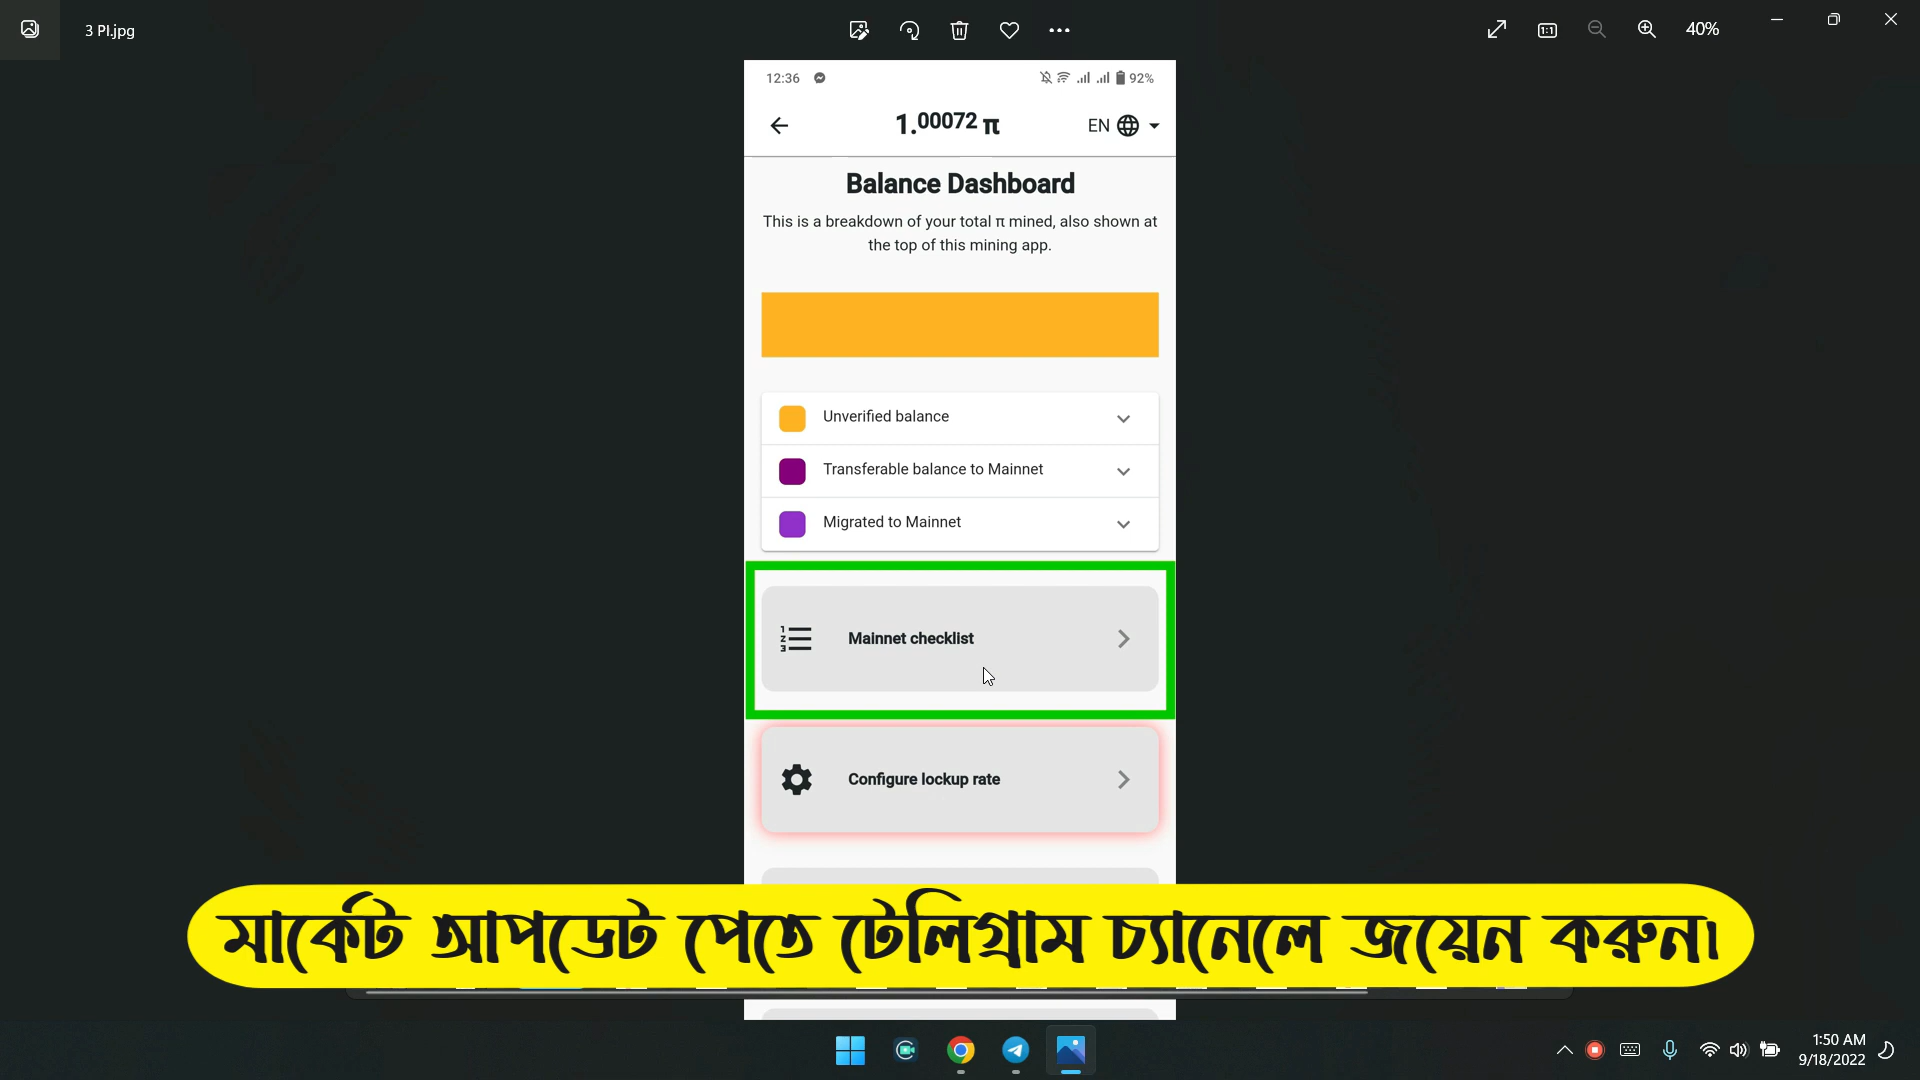 3 PI.jpg
40%
12:36
92%
1.00072 π
EN
Balance Dashboard
This is a breakdown of your total π mined, also shown at
the top of this mining app.
Unverified balance
Transferable balance to Mainnet
Migrated to Mainnet
Mainnet checklist
Configure lockup rate
মার্কেট আপডেট পেতে টেলিগ্রাম চ্যানেলে জয়েন করুন।
1:50 AM
9/18/2022